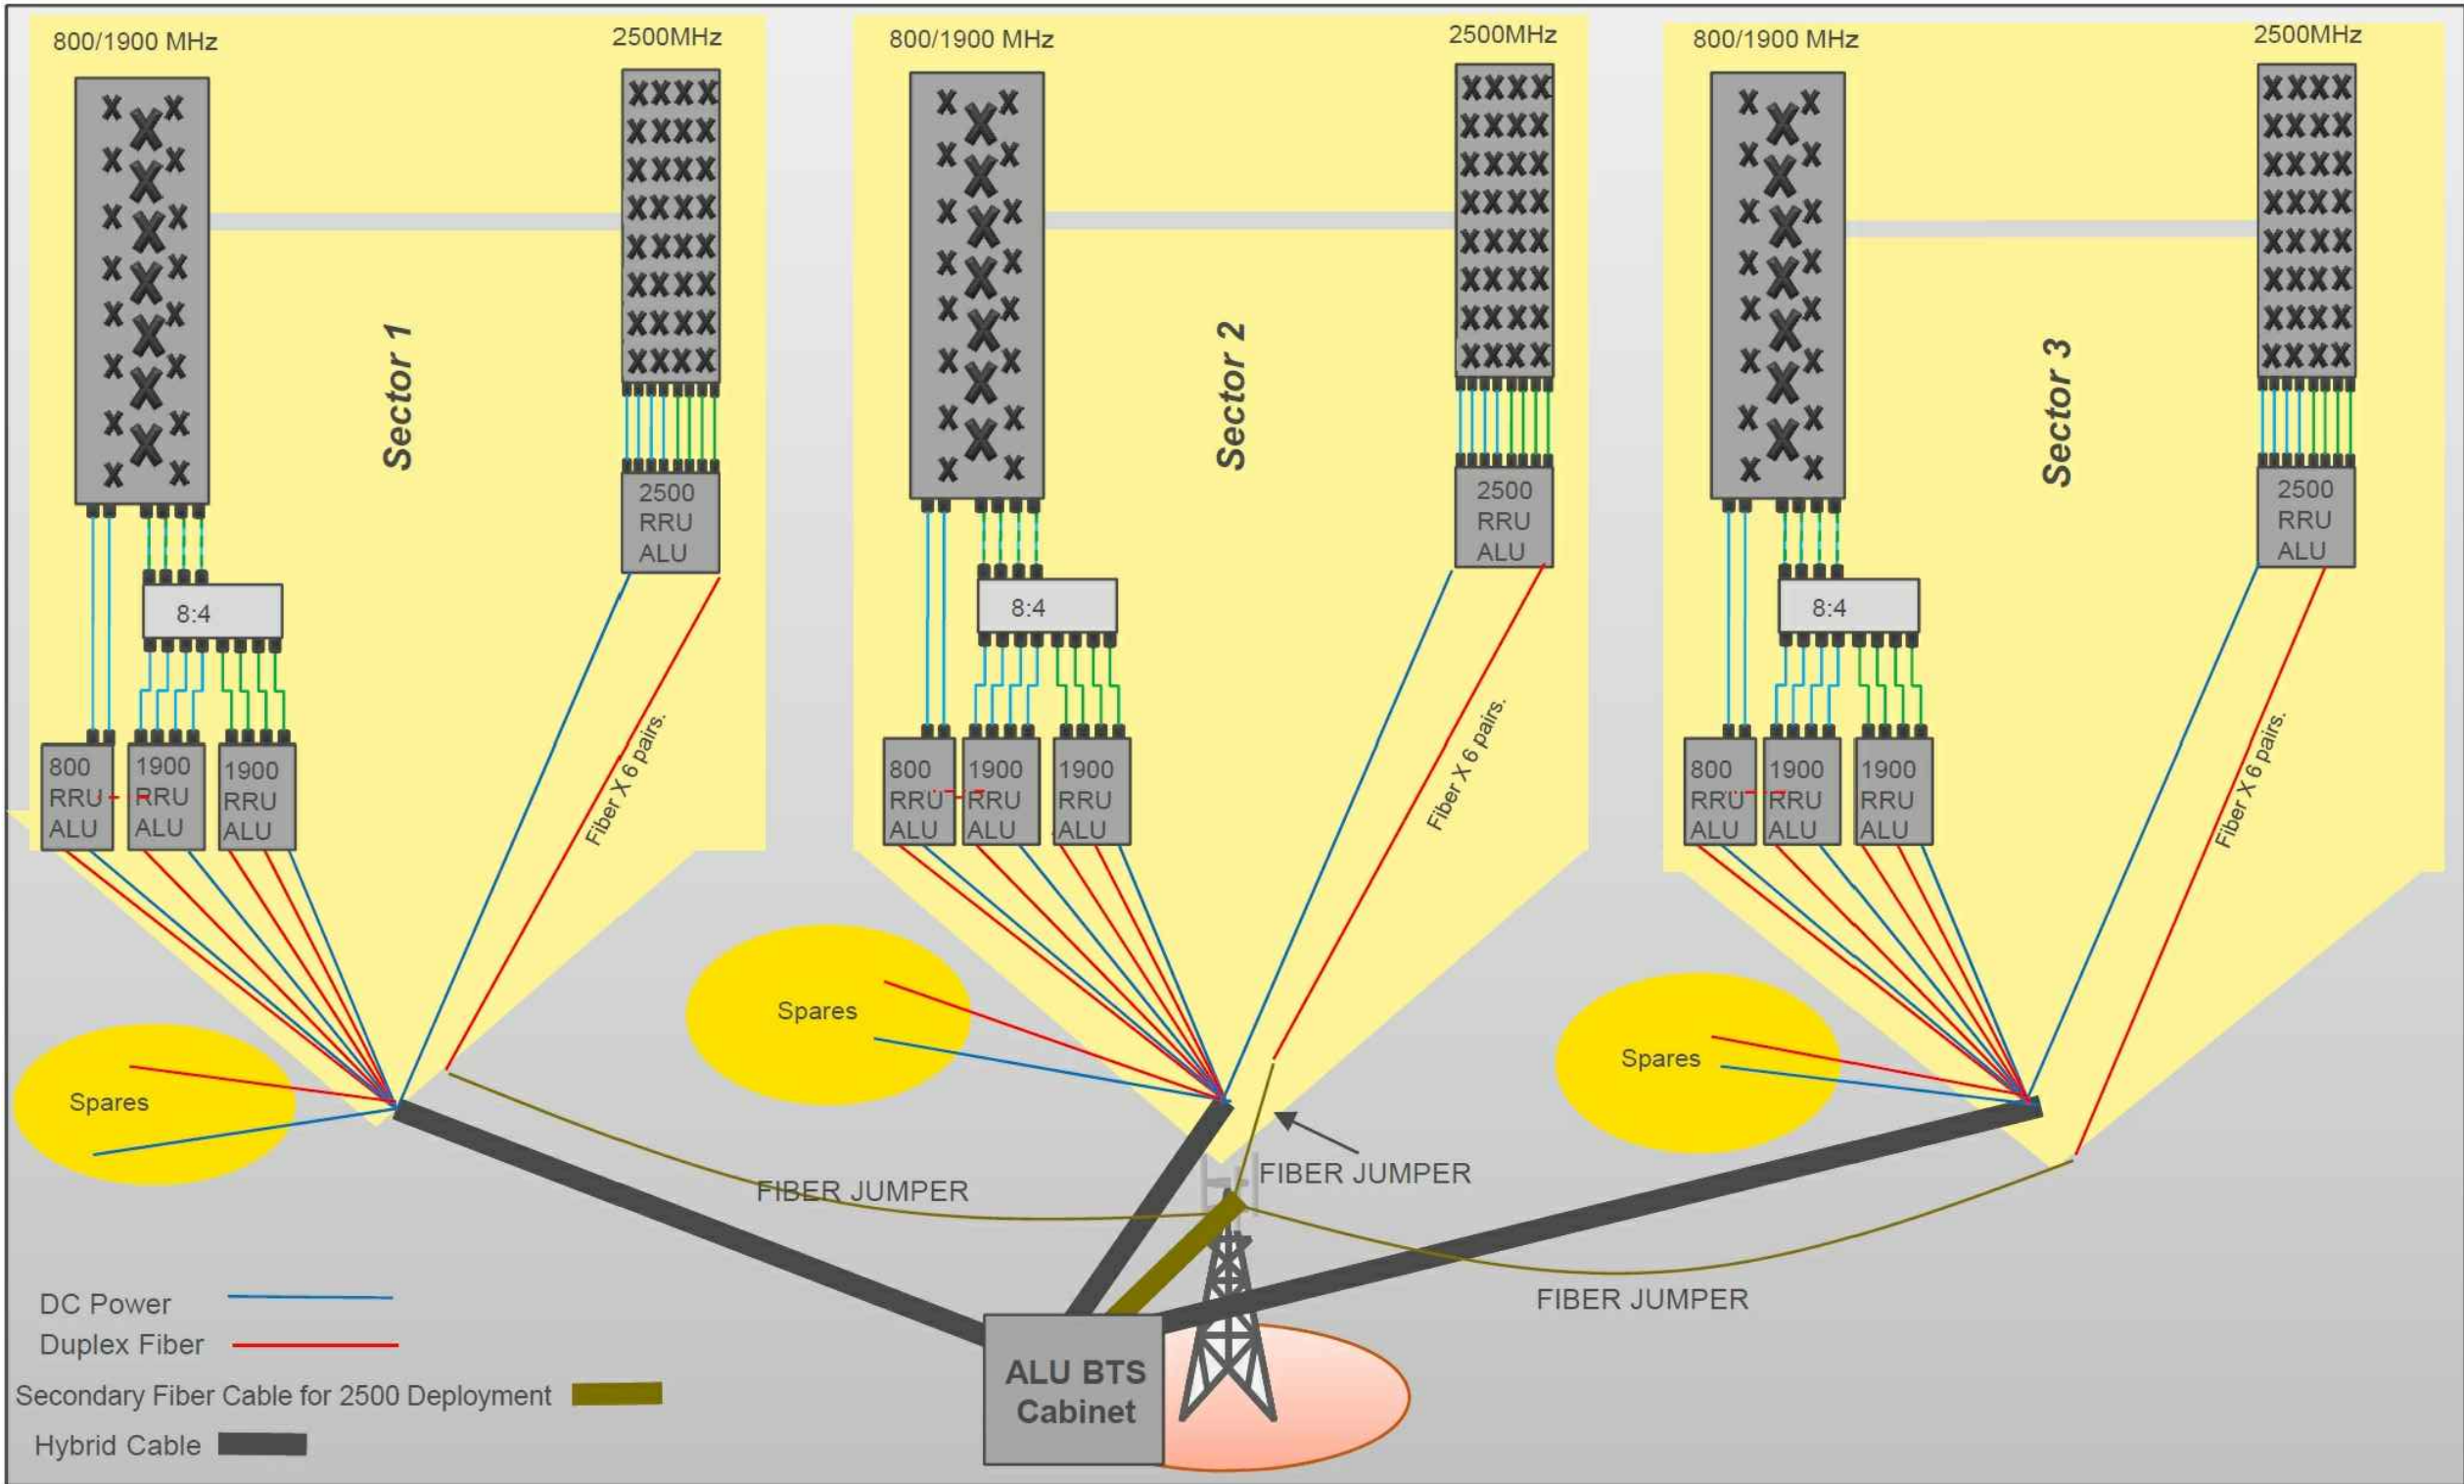 800/1900 MHz
2500MHz
Sector 1
2500
RRU
ALU
8:4
800
RRU
ALU
1900
RRU
ALU
1900
RRU
ALU
Fiber X 6 pairs.
Spares
800/1900 MHz
2500MHz
Sector 2
2500
RRU
ALU
8:4
800
RRU
ALU
1900
RRU
ALU
1900
RRU
ALU
Fiber X 6 pairs.
Spares
800/1900 MHz
2500MHz
Sector 3
2500
RRU
ALU
8:4
800
RRU
ALU
1900
RRU
ALU
1900
RRU
ALU
Fiber X 6 pairs.
Spares
FIBER JUMPER
FIBER JUMPER
FIBER JUMPER
DC Power
Duplex Fiber
Secondary Fiber Cable for 2500 Deployment
Hybrid Cable
ALU BTS
Cabinet